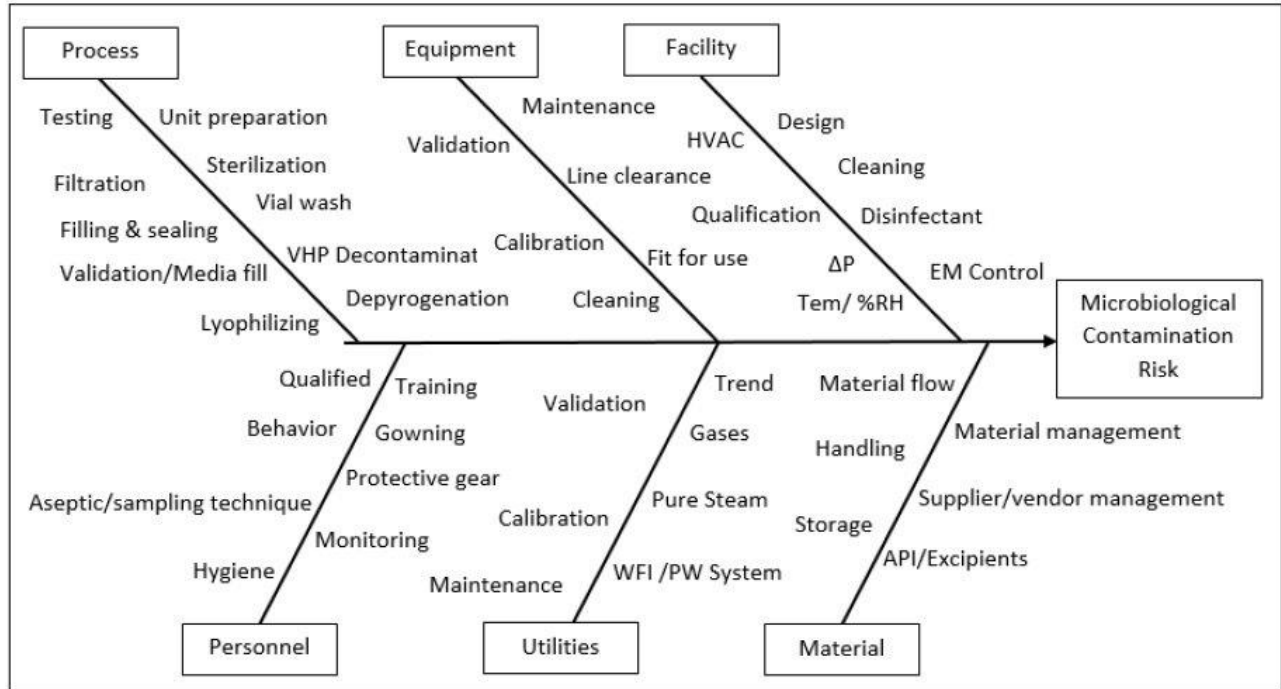 Process
Equipment
Facility
Testing
Unit preparation
Sterilization
Filtration
Vial wash
Filling & sealing
VHP Decontaminat
Validation/Media fill
Depyrogenation
Lyophilizing
Maintenance
Validation
Line clearance
Calibration
Fit for use
Cleaning
Design
HVAC
Cleaning
Qualification
Disinfectant
ΔP
EM Control
Tem/ %RH
Microbiological
Contamination
Risk
Qualified
Training
Behavior
Gowning
Protective gear
Aseptic/sampling technique
Monitoring
Hygiene
Personnel
Trend
Validation
Gases
Pure Steam
Calibration
WFI /PW System
Maintenance
Utilities
Material flow
Material management
Handling
Supplier/vendor management
Storage
API/Excipients
Material